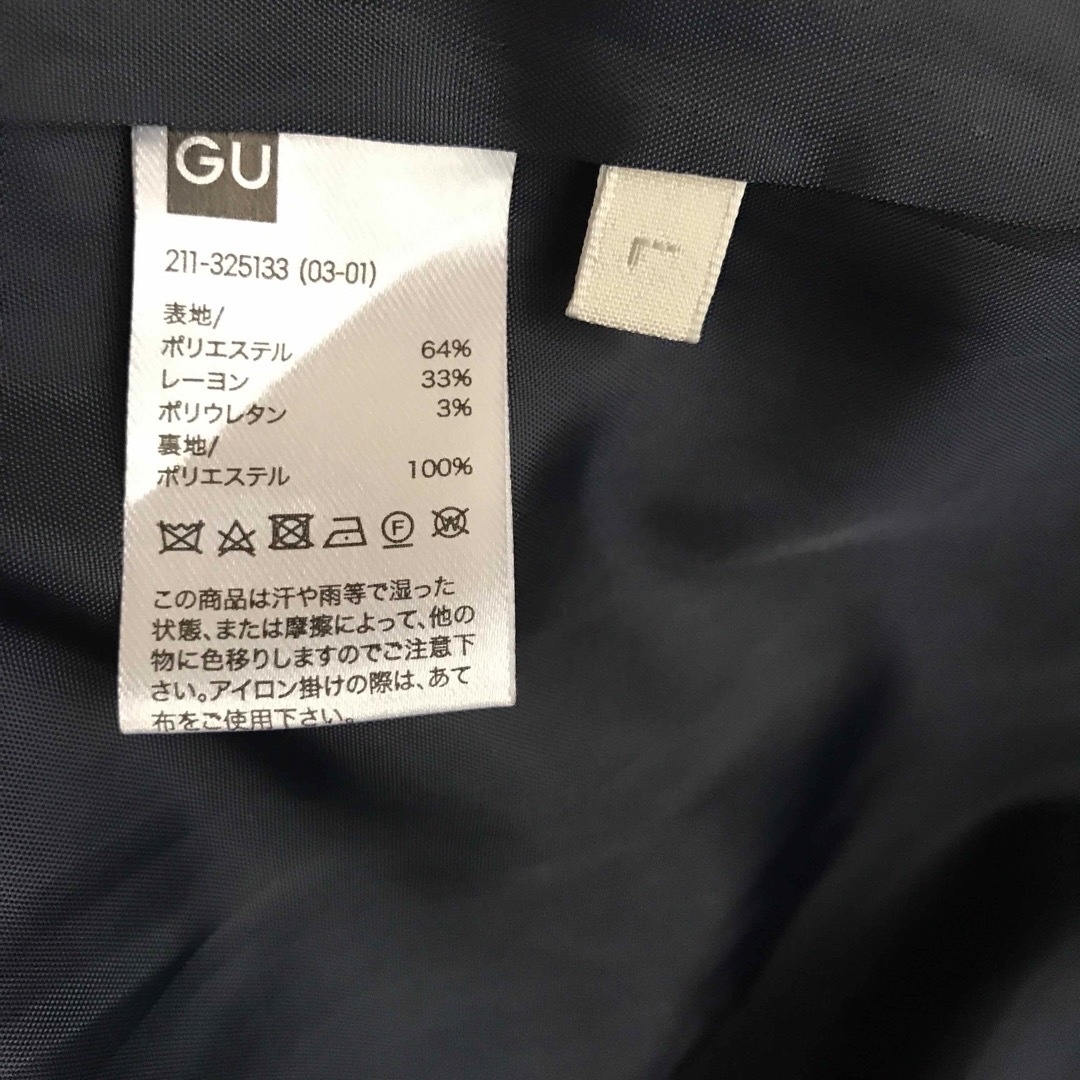 GU
211-325133 (03-01)
表地/
ポリエステル 64%
レーヨン 33%
ポリウレタン 3%
裏地/
ポリエステル 100%
F W
この商品は汗や雨等で湿った
状態、または摩擦によって、他の
物に色移りしますのでご注意下
さい。アイロン掛けの際は、あて
布をご使用下さい。
L